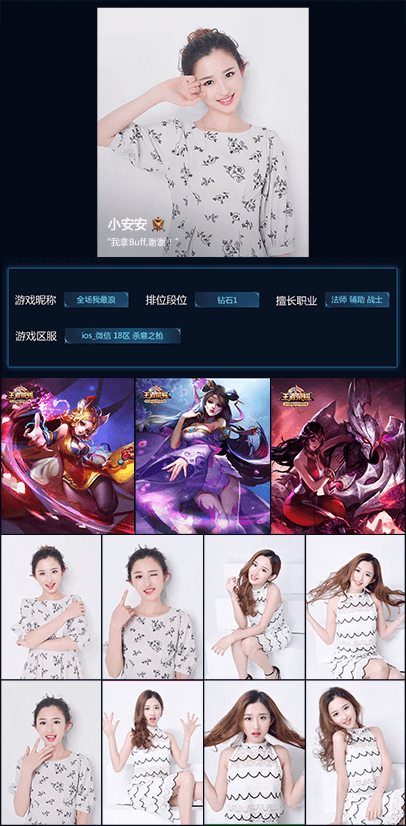 小安安
“我拿Buff,谢谢！”
游戏昵称 全场我最浪 排位段位 钻石1 擅长职业 法师 辅助 战士
游戏区服 ios_微信 18区 杀意之枪
王者荣耀 王者荣耀 王者荣耀